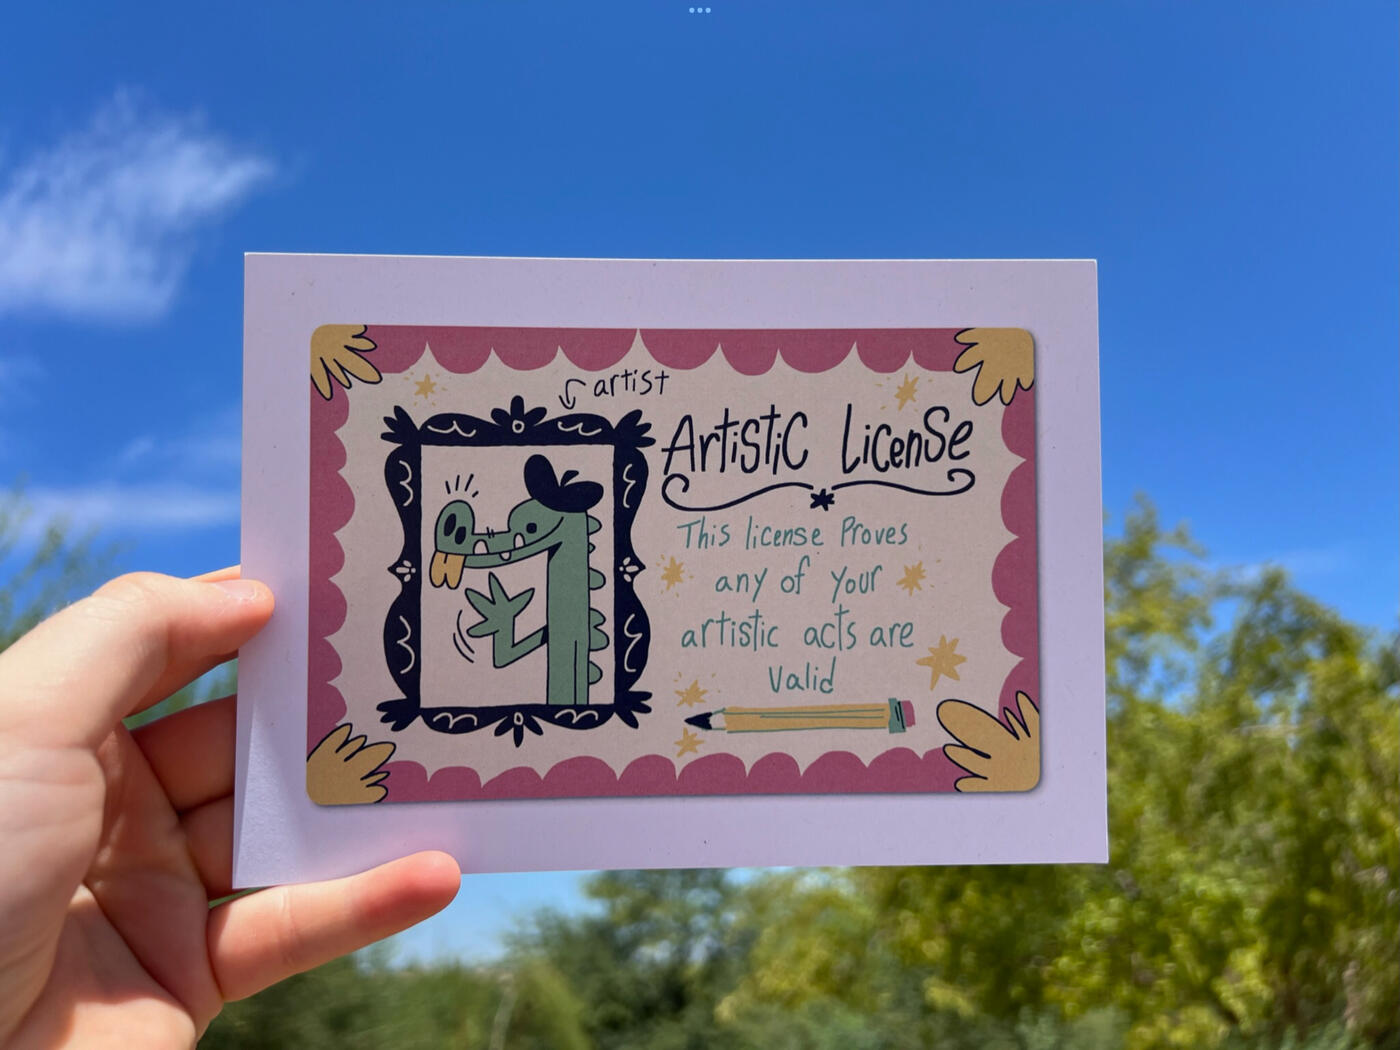 artist
Artistic License
This license Proves
any of your
artistic acts are
Valid